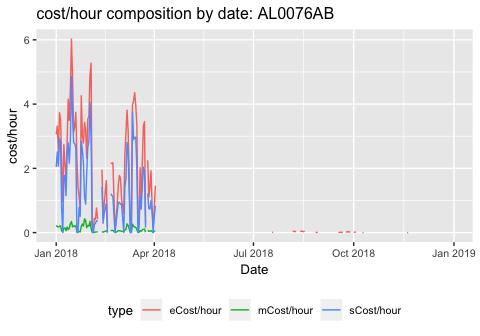 cost/hour composition by date: AL0076AB
6
4
2
0
cost/hour
Jan 2018 Apr 2018 Jul 2018 Oct 2018 Jan 2019
Date
type eCost/hour mCost/hour sCost/hour